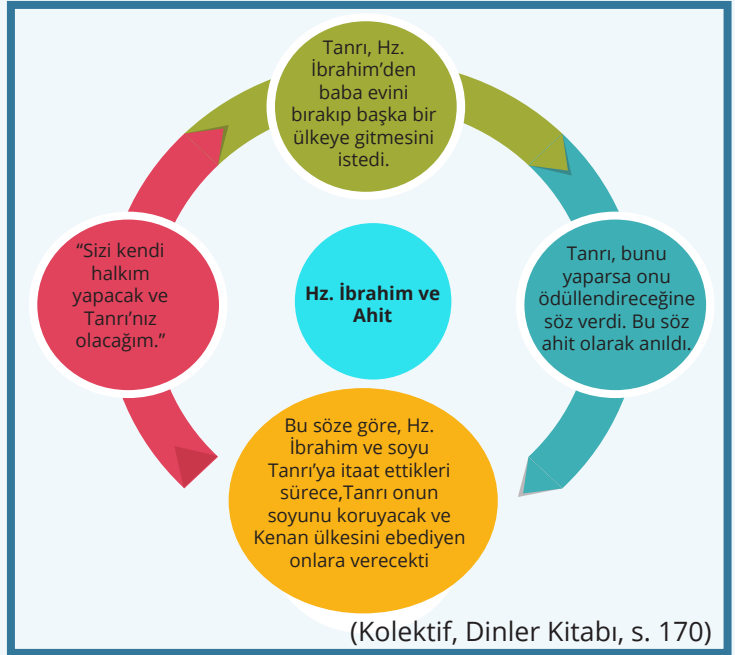 Tanrı, Hz.
İbrahim’den
baba evini
bırakıp başka bir
ülkeye gitmesini
istedi.
Tanrı, bunu
yaparsa onu
ödüllendireceğine
söz verdi. Bu söz
ahit olarak anıldı.
Bu söze göre, Hz.
İbrahim ve soyu
Tanrı’ya itaat ettikleri
sürece,Tanrı onun
soyunu koruyacak ve
Kenan ülkesini ebediyen
onlara verecekti
“Sizi kendi
halkım
yapacak ve
Tanrı’nız
olacağım.”
Hz. İbrahim ve
Ahit
(Kolektif, Dinler Kitabı, s. 170)